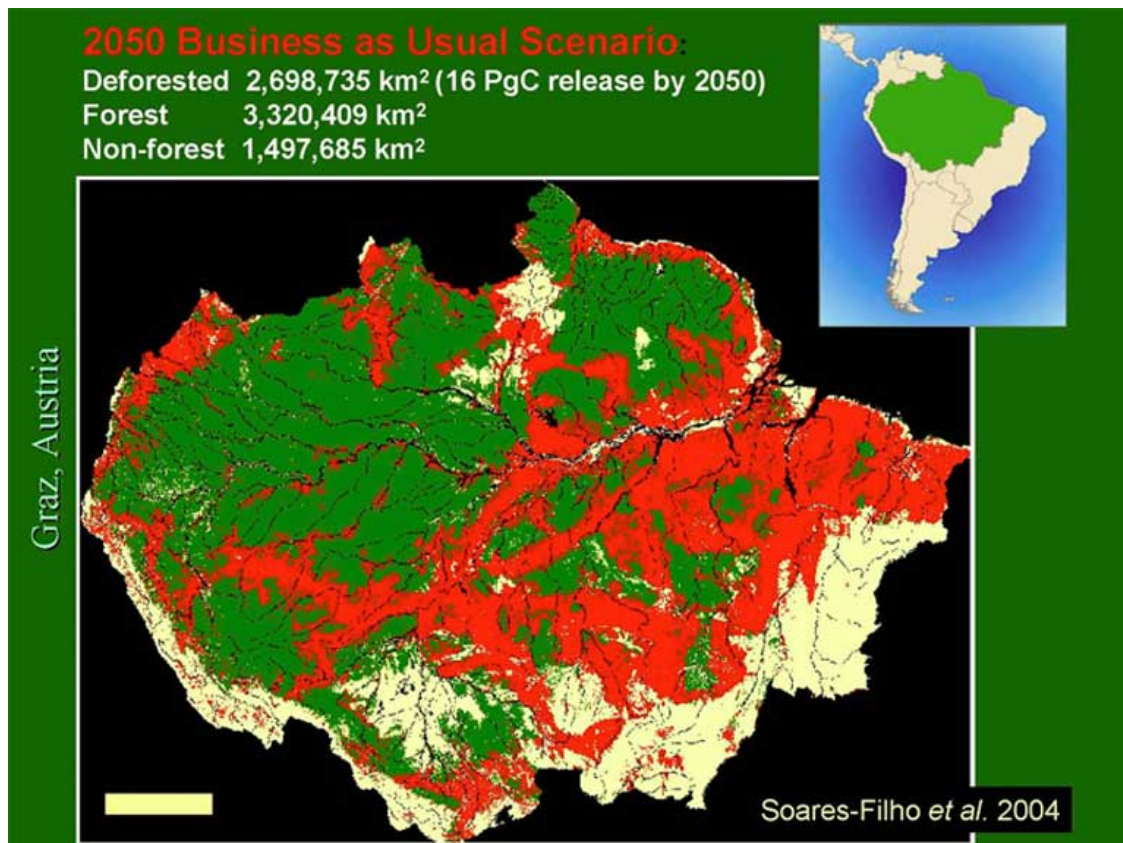 2050 Business as Usual Scenario:
Deforested 2,698,735 km² (16 PgC release by 2050)
Forest 3,320,409 km²
Non-forest 1,497,685 km²
Graz, Austria
Soares-Filho et al. 2004